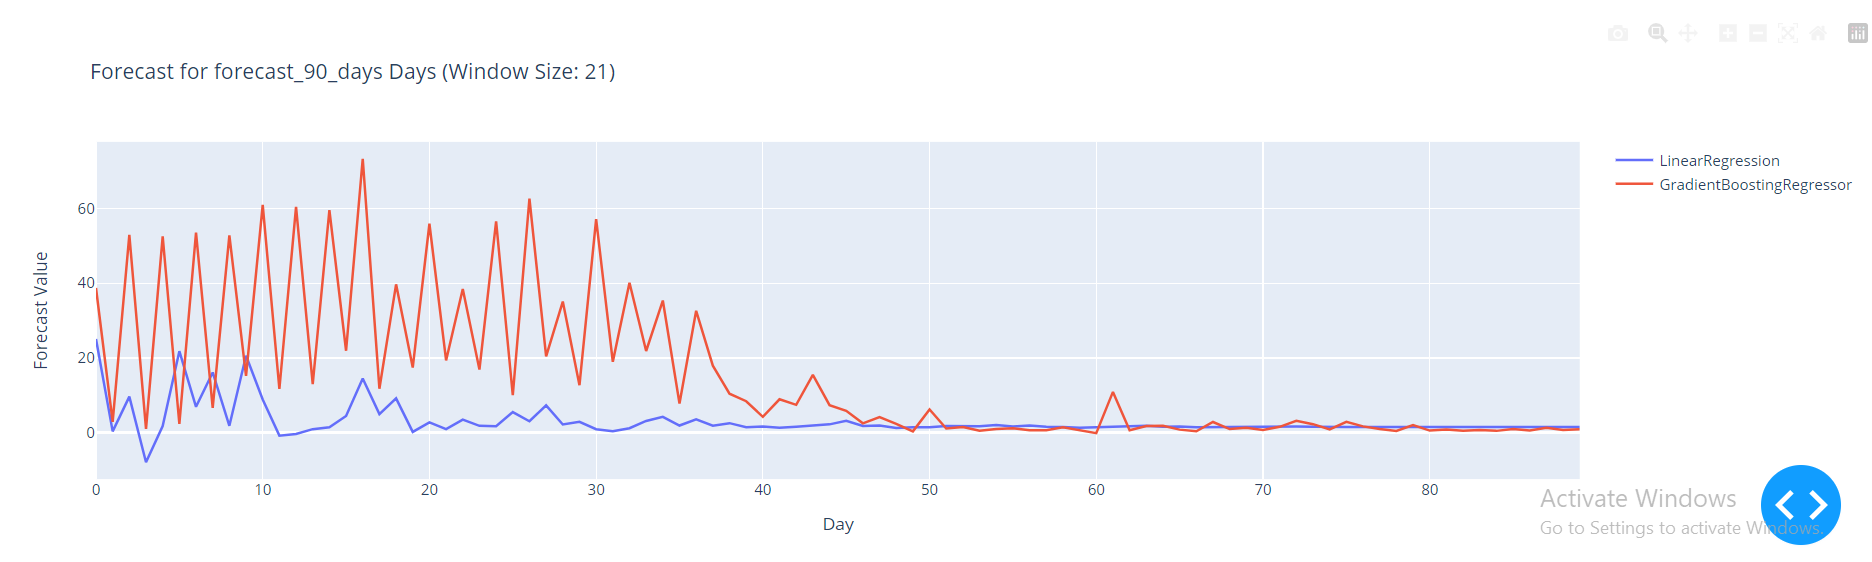 Forecast for forecast_90_days Days (Window Size: 21)
LinearRegression
GradientBoostingRegressor
Forecast Value
60
40
20
0
0 10 20 30 40 50 60 70 80
Day
Activate Windows
Go to Settings to activate Windows.